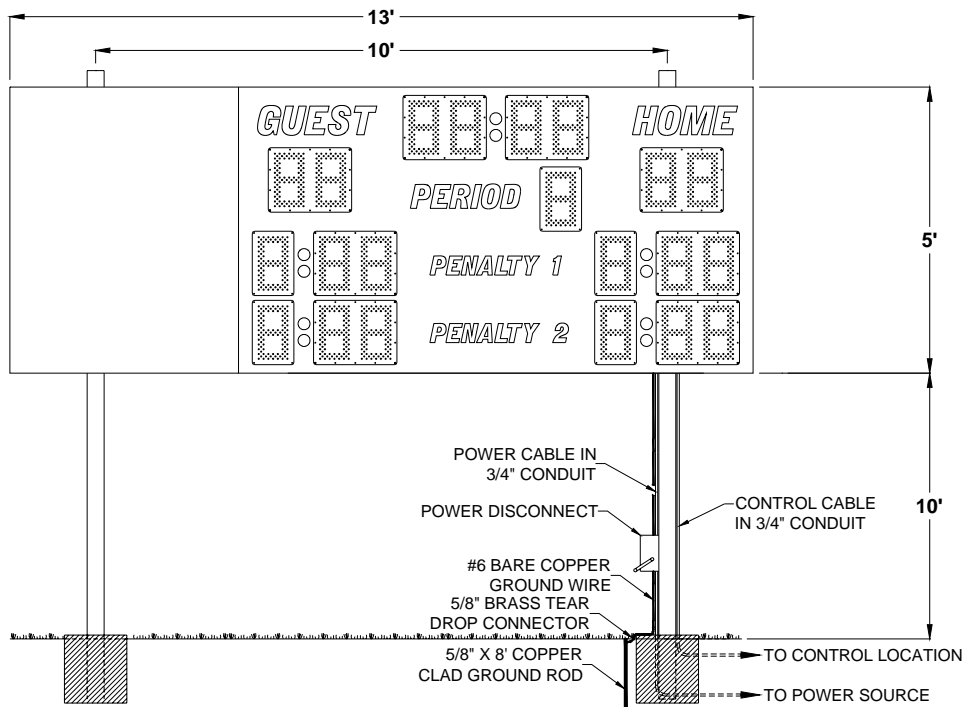 13'
10'
GUEST
HOME
PERIOD
PENALTY 1
PENALTY 2
5'
POWER CABLE IN
3/4" CONDUIT
POWER DISCONNECT
CONTROL CABLE
IN 3/4" CONDUIT
10'
#6 BARE COPPER
GROUND WIRE
5/8" BRASS TEAR
DROP CONNECTOR
5/8" X 8' COPPER
CLAD GROUND ROD
TO CONTROL LOCATION
TO POWER SOURCE